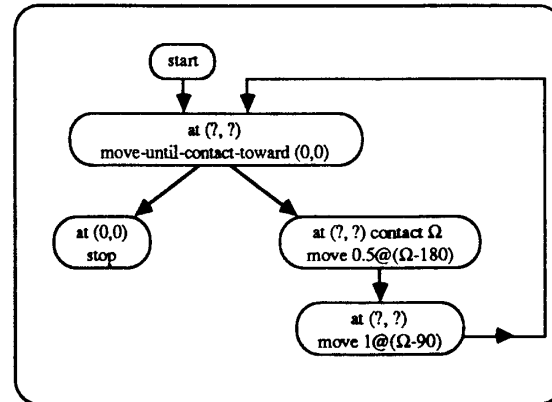 start
at (?, ?)
move-until-contact-toward (0,0)
at (0,0)
stop
at (?, ?) contact Ω
move 0.5@(Ω-180)
at (?, ?)
move 1@(Ω-90)